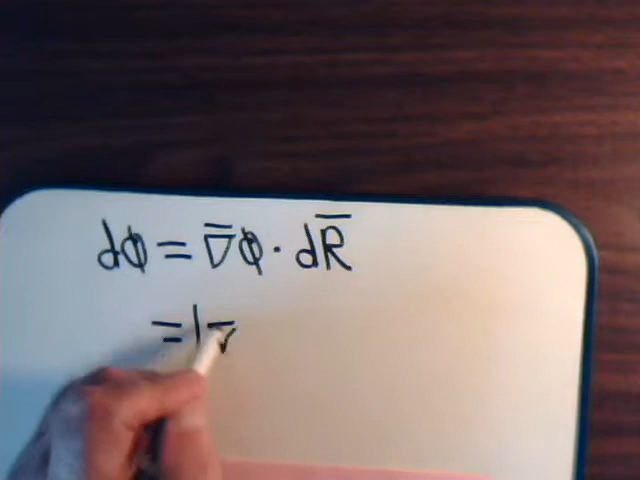 dϕ = ∇̅ϕ · dR̅
= |∇